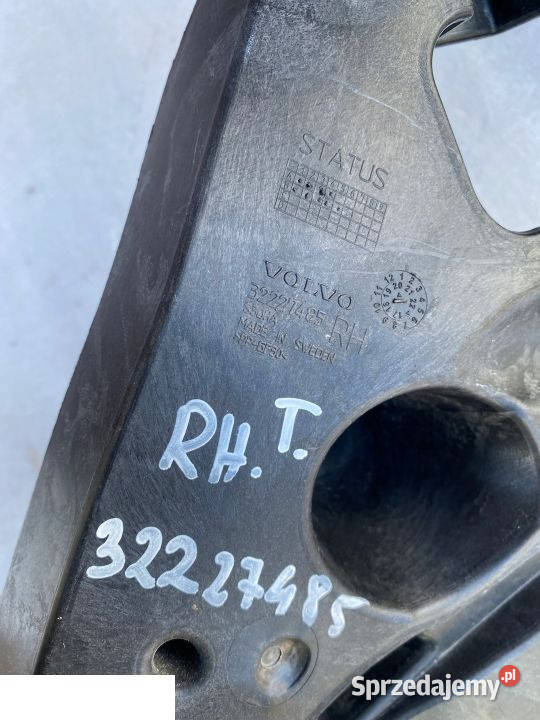 STATUS
VOLVO
32227485 RH
MADE IN SWEDEN
RH.T.
32227485
Sprzedajemy.pl